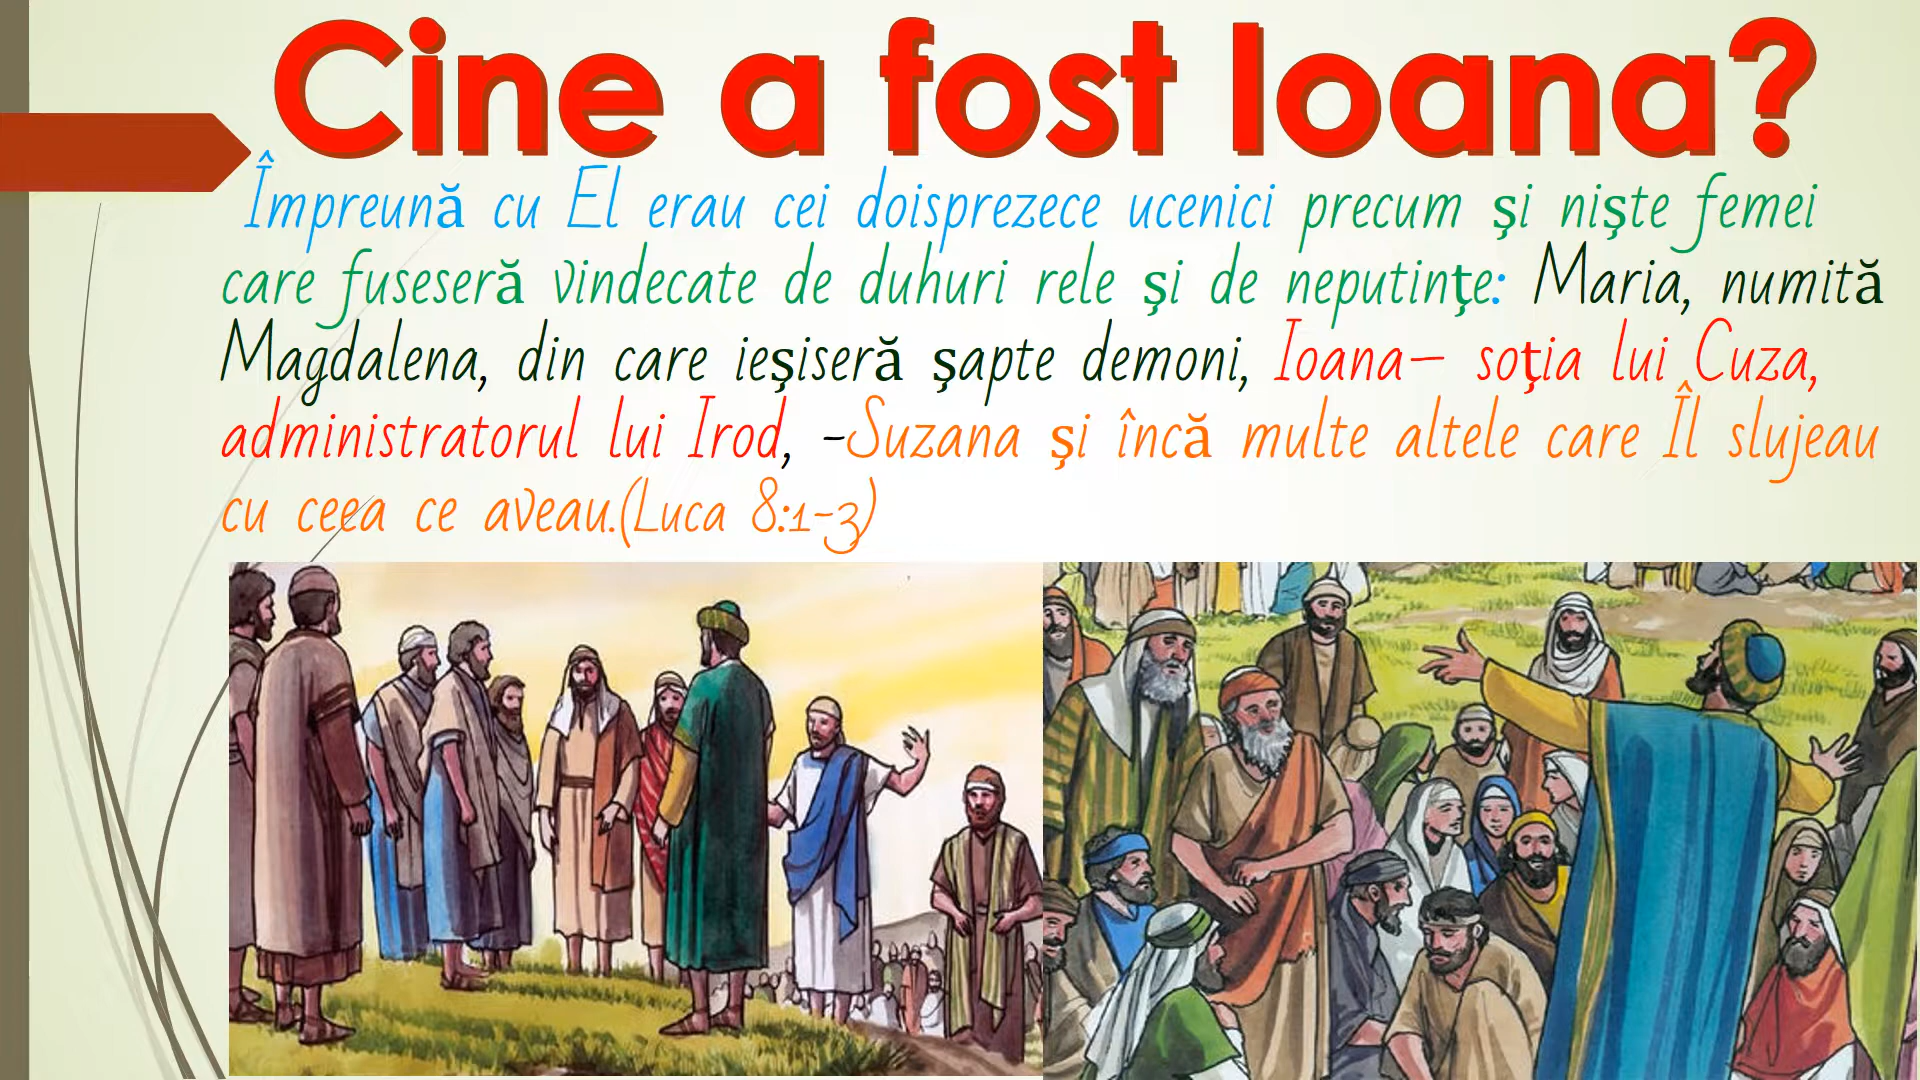 Cine a fost Ioana?
Împreună cu El erau cei doisprezece ucenici precum şi nişte femei
care fuseseră vindecate de duhuri rele şi de neputinţe: Maria, numită
Magdalena, din care ieşiseră şapte demoni, Ioana– soţia lui Cuza,
administratorul lui Irod, -Suzana şi încă multe altele care Îl slujeau
cu ceea ce aveau.(Luca 8:1-3)